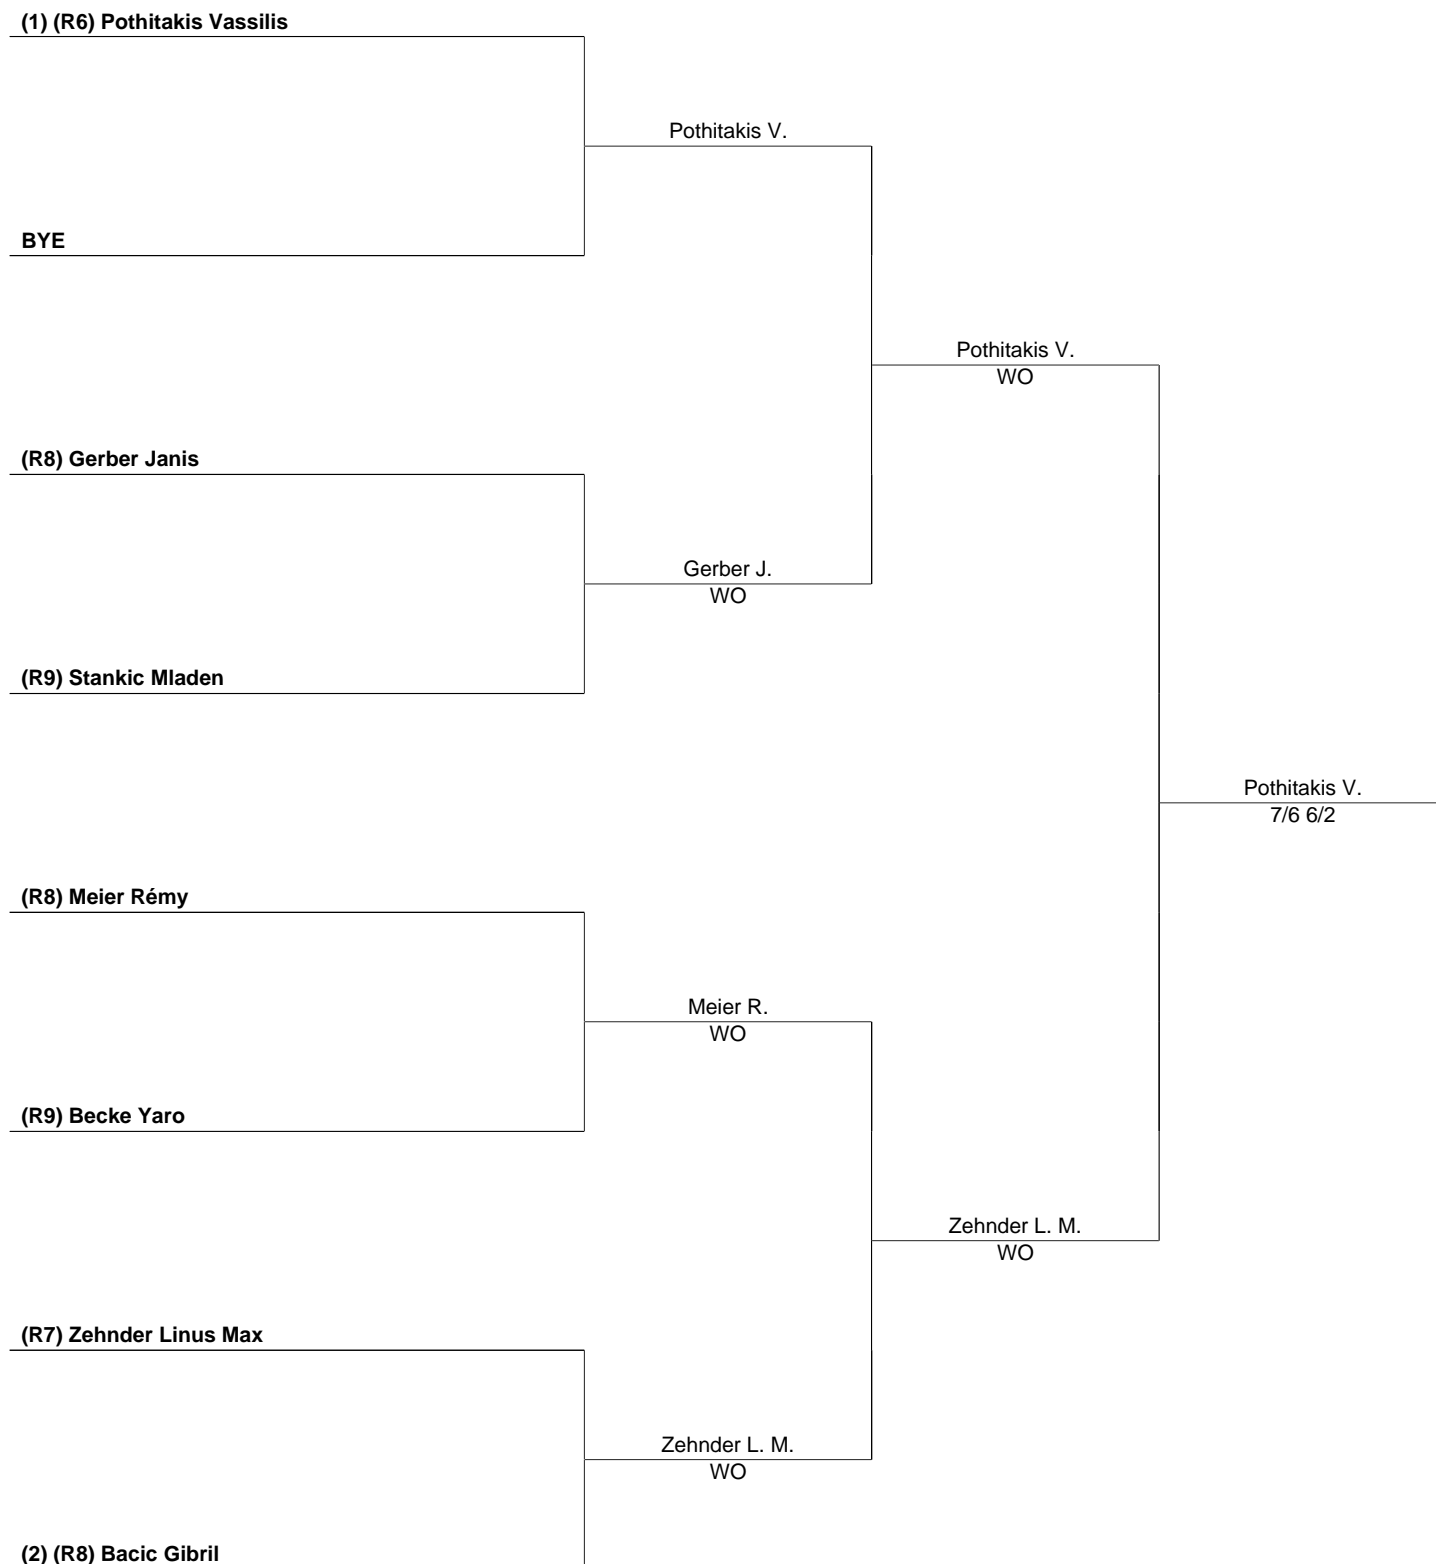 (1) (R6) Pothitakis Vassilis
Pothitakis V.
BYE
Pothitakis V.
WO
(R8) Gerber Janis
Gerber J.
WO
(R9) Stankic Mladen
Pothitakis V.
7/6 6/2
(R8) Meier Rémy
Meier R.
WO
(R9) Becke Yaro
Zehnder L. M.
WO
(R7) Zehnder Linus Max
Zehnder L. M.
WO
(2) (R8) Bacic Gibril